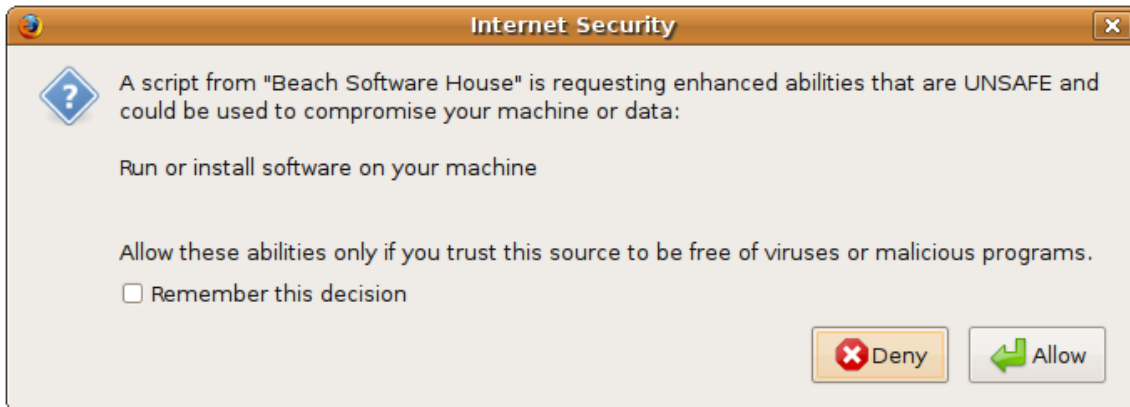 Internet Security
A script from "Beach Software House" is requesting enhanced abilities that are UNSAFE and
could be used to compromise your machine or data:
Run or install software on your machine
Allow these abilities only if you trust this source to be free of viruses or malicious programs.
Remember this decision
Deny Allow